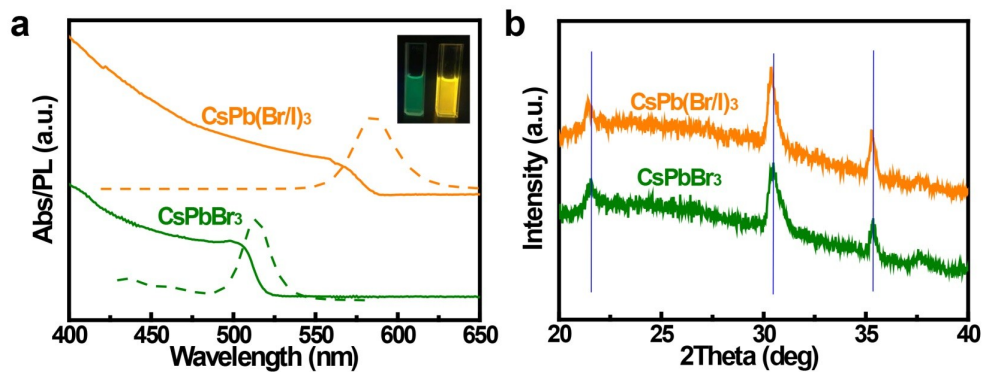 a
Abs/PL (a.u.)
CsPb(Br/I)3
CsPbBr3
400 450 500 550 600 650
Wavelength (nm)
b
Intensity (a.u.)
CsPb(Br/I)3
CsPbBr3
20 25 30 35 40
2Theta (deg)